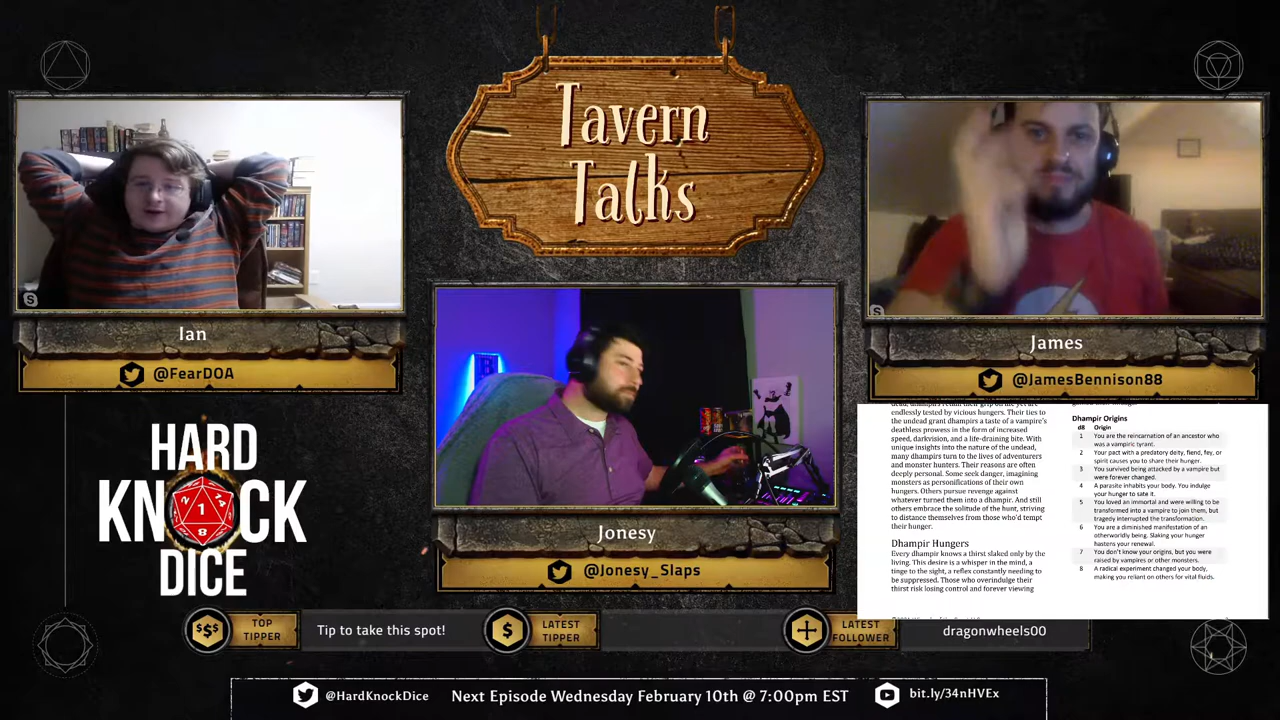 Tavern
Talks
Ian
@FearDOA
James
@JamesBennison88
Jonesy
@Jonesy_Slaps
HARD
KNOCK
DICE
1
8
2
7
endlessly tested by vicious hungers. Their ties to
the undead grant dhampirs a taste of a vampire's
deathless prowess in the form of increased
speed, darkvision, and a life-draining bite. With
unique insights into the nature of the undead,
many dhampirs turn to the lives of adventurers
and monster hunters. Their reasons are often
deeply personal. Some seek danger, imagining
monsters as personifications of their own
hungers. Others pursue revenge against
whatever turned them into a dhampir. And still
others embrace the solitude of the hunt, striving
to distance themselves from those who'd tempt
their hunger.
Dhampir Hungers
Every dhampir knows a thirst slaked only by the
living. This desire is a whisper in the mind, a
tinge to the sight, a reflex constantly needing to
be suppressed. Those who overindulge their
thirst risk losing control and forever viewing
Dhampir Origins
d8 Origin
1 You are the reincarnation of an ancestor who
was a vampiric tyrant.
2 Your pact with a predatory deity, fiend, fey, or
spirit causes you to share their hunger.
3 You survived being attacked by a vampire but
were forever changed.
4 A parasite inhabits your body. You indulge
your hunger to sate it.
5 You loved an immortal and were willing to be
transformed into a vampire to join them, but
tragedy interrupted the transformation.
6 You are a diminished manifestation of an
otherworldly being. Slaking your hunger
hastens your renewal.
7 You don't know your origins, but you were
raised by vampires or other monsters.
8 A radical experiment changed your body,
making you reliant on others for vital fluids.
$$$
TOP
TIPPER
Tip to take this spot!
$
LATEST
TIPPER
LATEST
FOLLOWER
dragonwheels00
@HardKnockDice
Next Episode Wednesday February 10th @ 7:00pm EST
bit.ly/34nHVEx